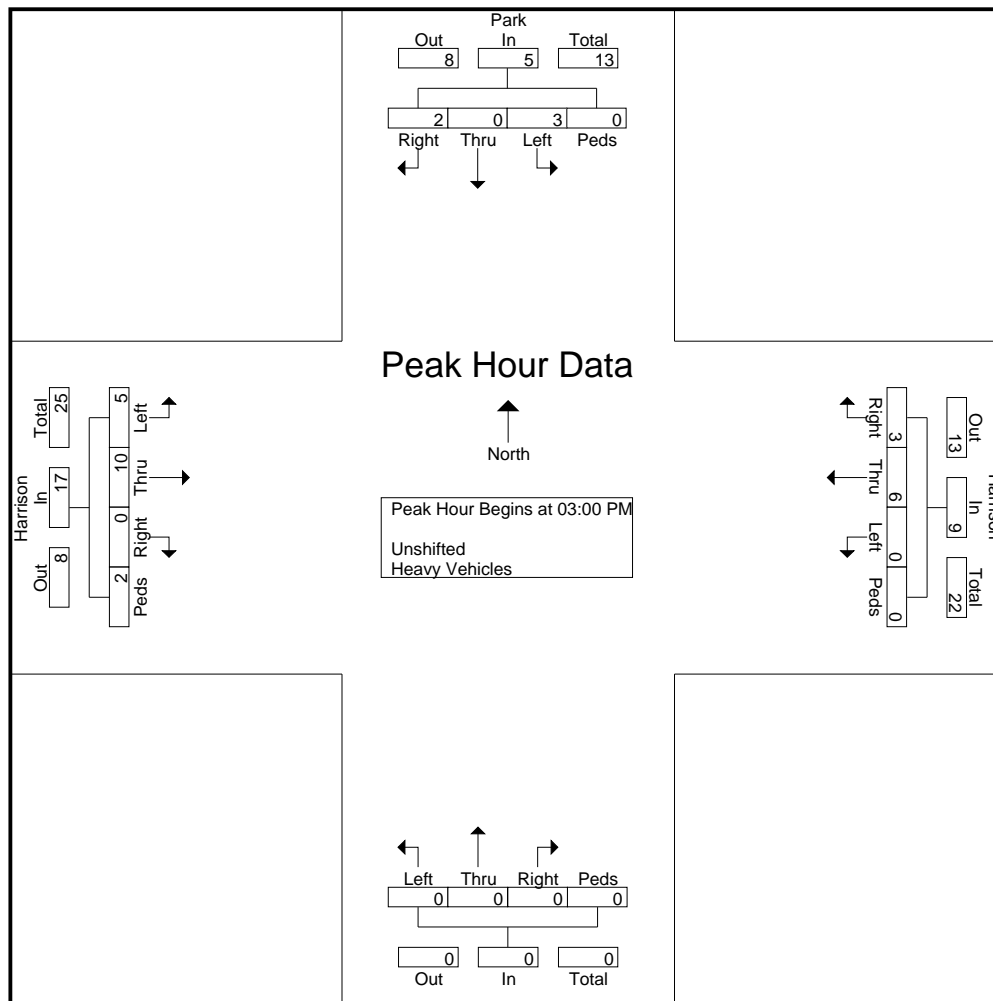 Park
Out In Total
8 5 13
2 0 3 0
Right Thru Left Peds
Peak Hour Data
North
Peak Hour Begins at 03:00 PM
Unshifted
Heavy Vehicles
Harrison
Out In Total
8 17 25
Left Thru Right Peds
5 10 0 2
Harrison
Out In Total
13 9 22
Right Thru Left Peds
3 6 0 0
Left Thru Right Peds
0 0 0 0
0 0 0
Out In Total